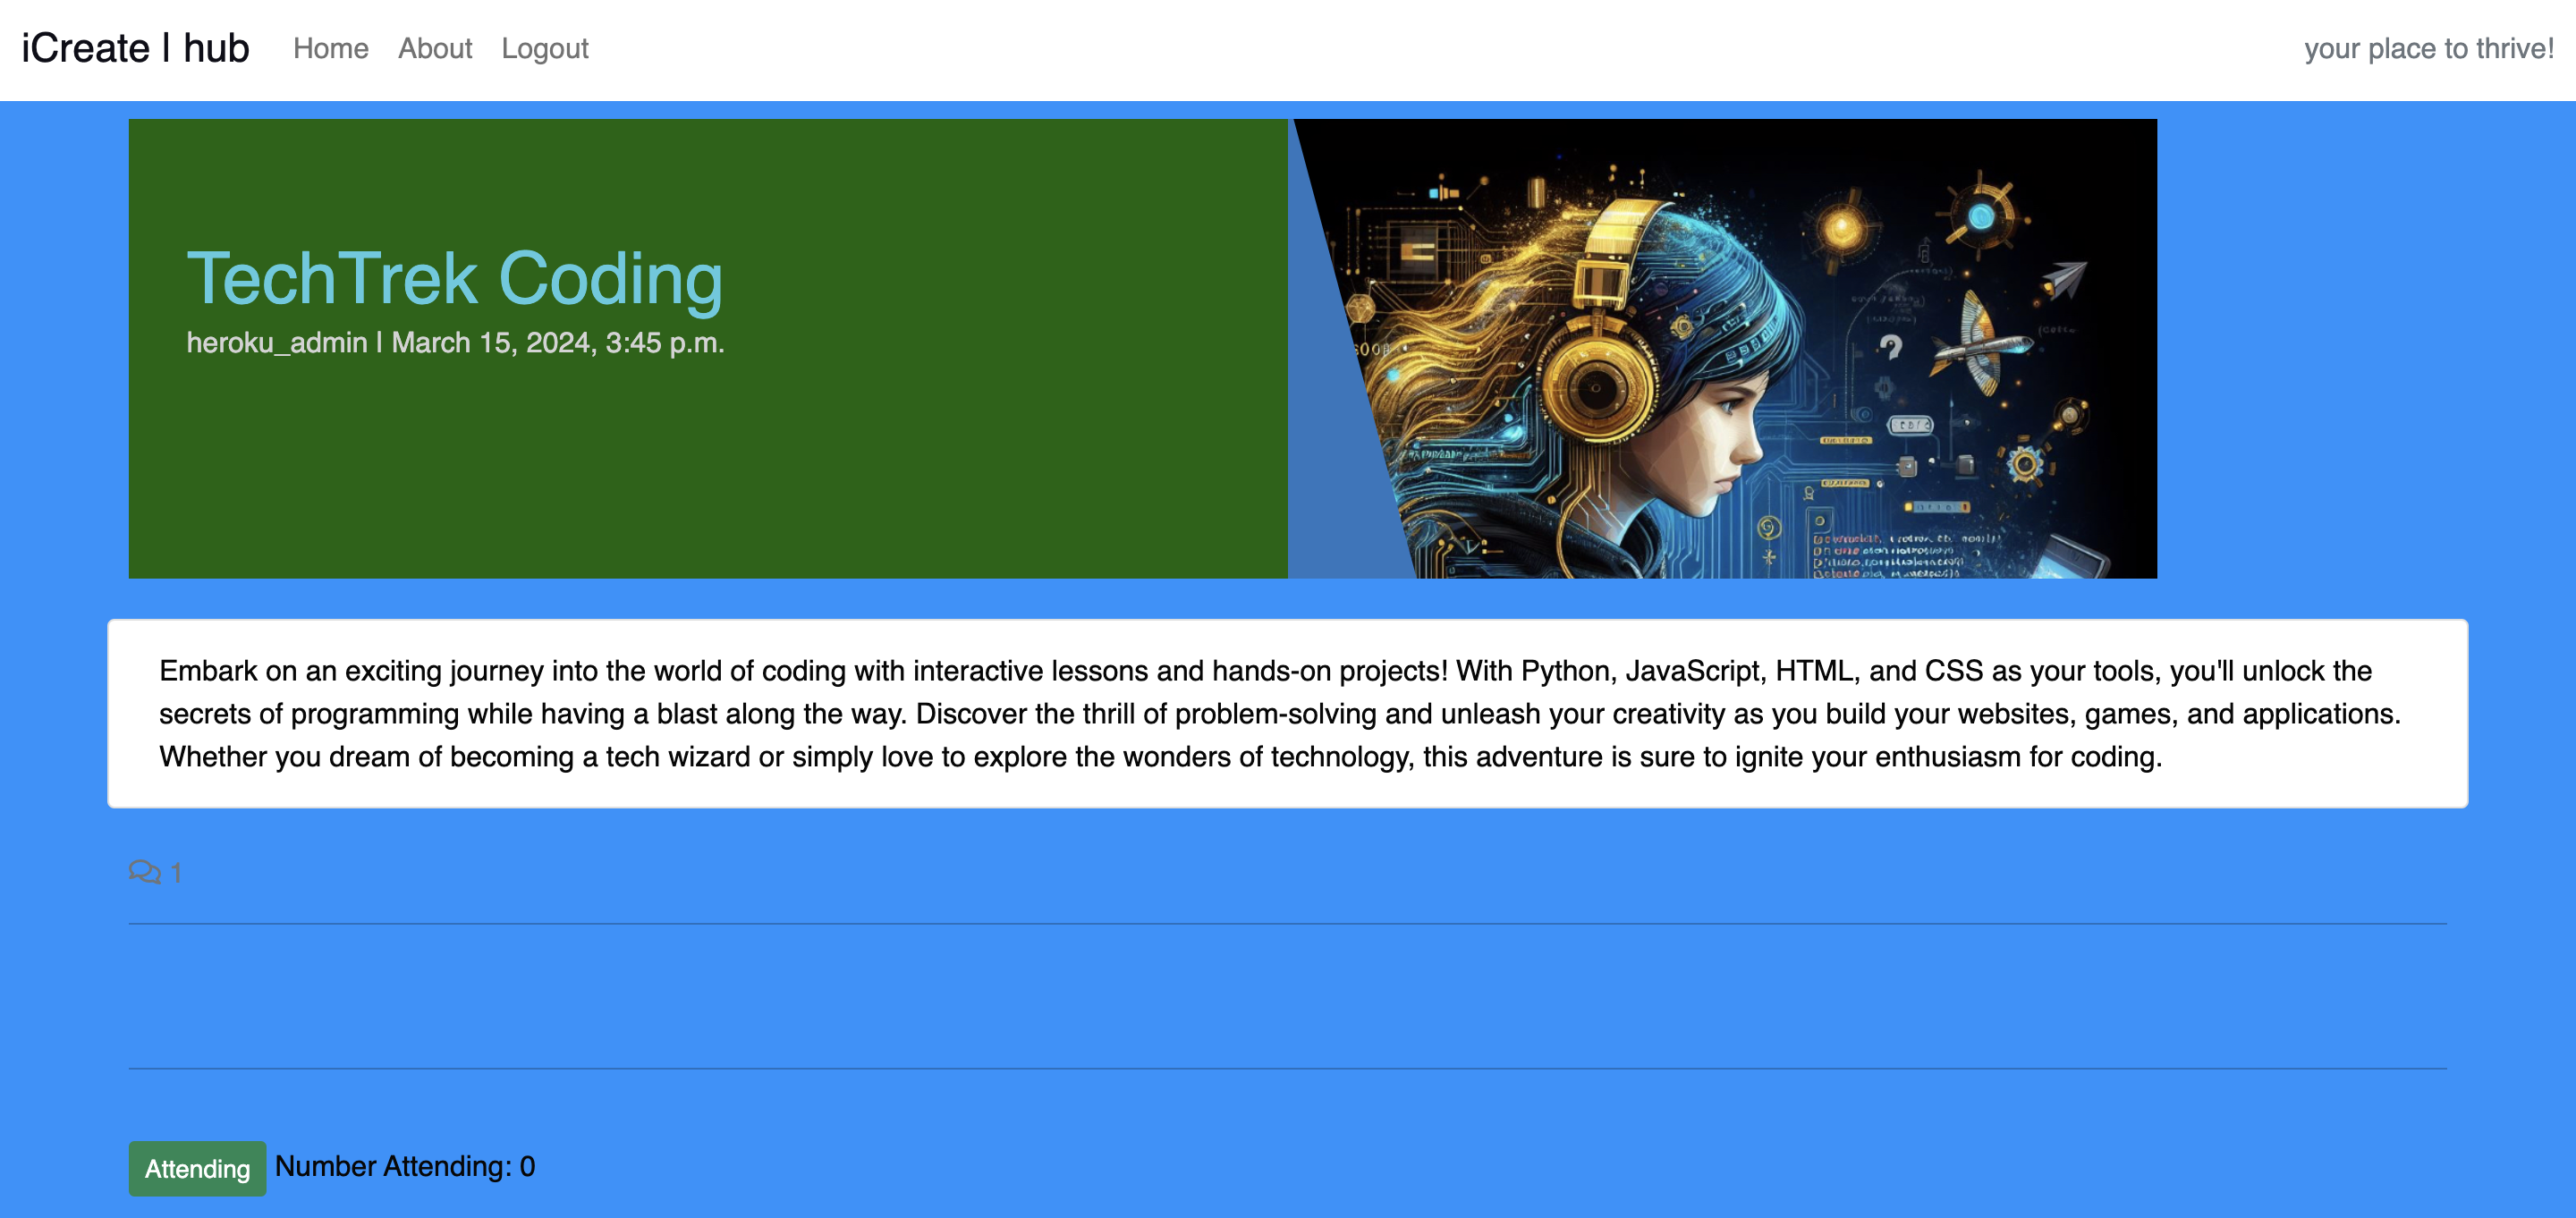 iCreate | hub Home About Logout your place to thrive!
TechTrek Coding
heroku_admin | March 15, 2024, 3:45 p.m.
Embark on an exciting journey into the world of coding with interactive lessons and hands-on projects! With Python, JavaScript, HTML, and CSS as your tools, you'll unlock the
secrets of programming while having a blast along the way. Discover the thrill of problem-solving and unleash your creativity as you build your websites, games, and applications.
Whether you dream of becoming a tech wizard or simply love to explore the wonders of technology, this adventure is sure to ignite your enthusiasm for coding.
1
Attending Number Attending: 0